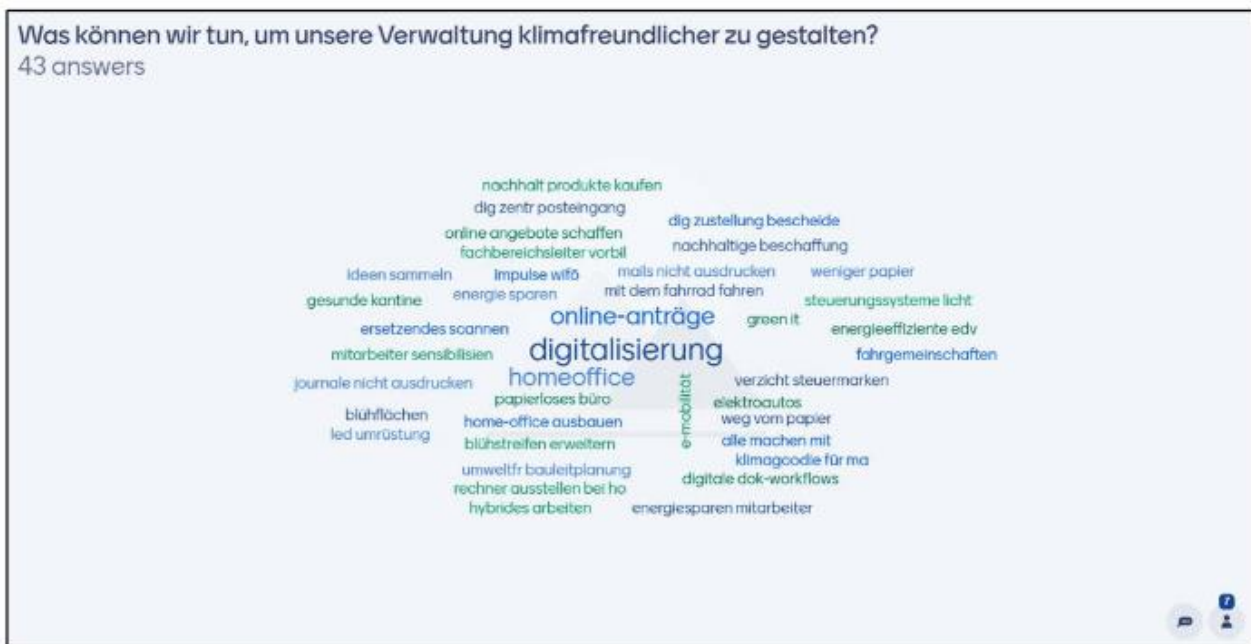 Was können wir tun, um unsere Verwaltung klimafreundlicher zu gestalten?
43 answers
nachhalt produkte kaufen
dig zentr posteingang
dig zustellung bescheide
online angebote schaffen
nachhaltige beschaffung
fachbereichsleiter vorbil
ideen sammeln
impulse wifö
mails nicht ausdrucken
weniger papier
gesunde kantine
energie sparen
mit dem fahrrad fahren
steuerungssysteme licht
online-anträge
green it
ersetzendes scannen
energieeffiziente edv
digitalisierung
mitarbeiter sensibilisien
fahrgemeinschaften
homeoffice
journale nicht ausdrucken
verzicht steuermarken
papierloses büro
e-mobilität
elektroautos
blühflächen
home-office ausbauen
weg vom papier
led umrüstung
blühstreifen erweitern
alle machen mit
klimagoodie für ma
umweltfr bauleitplanung
digitale dok-workflows
rechner ausstellen bei ho
hybrides arbeiten
energiesparen mitarbeiter
7